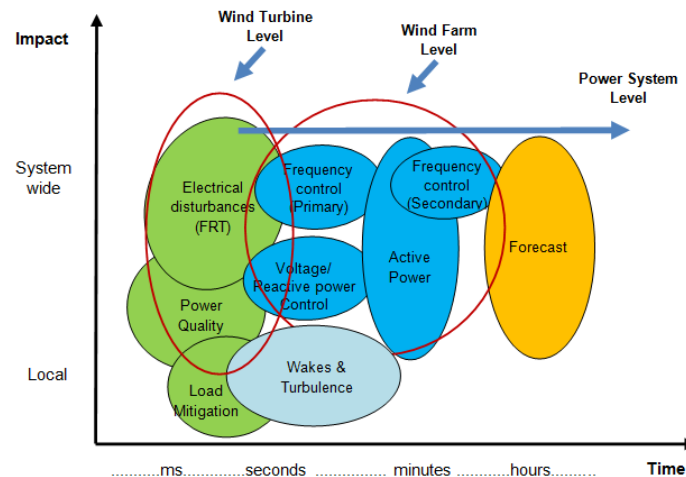 Wind Turbine
Level
Wind Farm
Level
Impact
Power System
Level
System
wide
Electrical
disturbances
(FRT)
Frequency
control
(Primary)
Frequency
control
(Secondary)
Voltage/
Reactive power
Control
Active
Power
Forecast
Power
Quality
Local
Load
Mitigation
Wakes &
Turbulence
..........ms.............seconds .............. minutes ............hours.........
Time